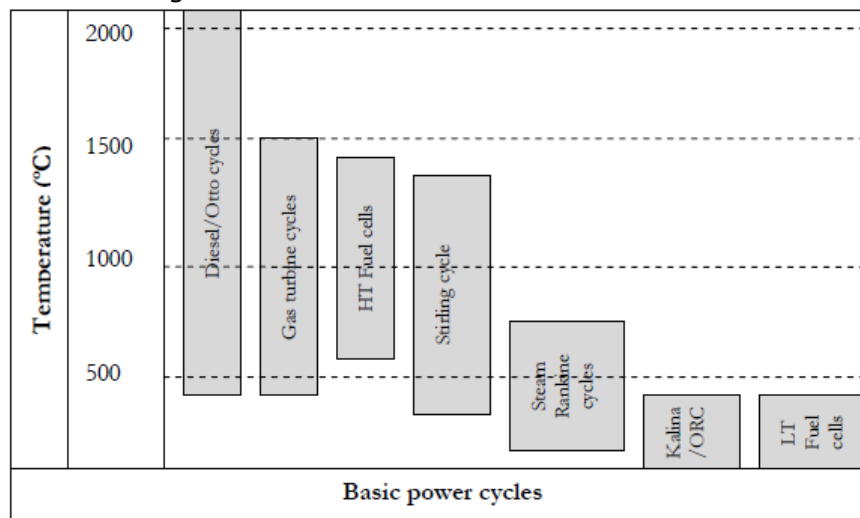 Temperature (°C)
2000
1500
1000
500
Diesel/Otto cycles
Gas turbine cycles
HT Fuel cells
Stirling cycle
Steam
Rankine
cycles
Kalina
/ORC
LT
Fuel
cells
Basic power cycles